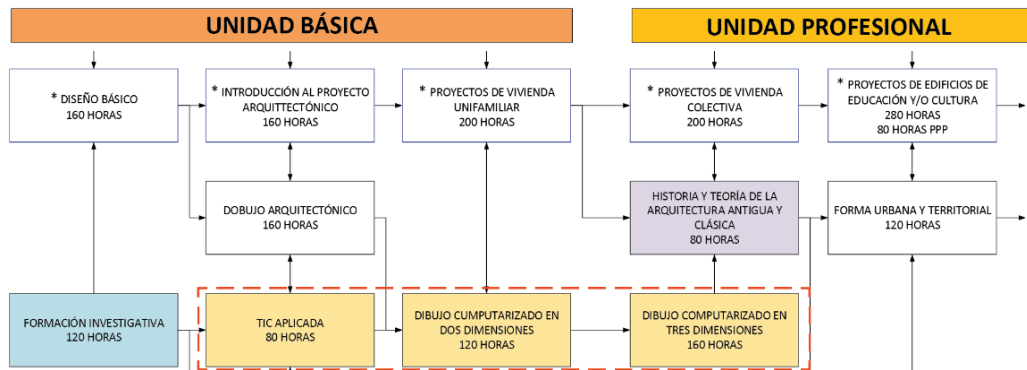 UNIDAD BÁSICA
UNIDAD PROFESIONAL
* DISEÑO BÁSICO
160 HORAS
* INTRODUCCIÓN AL PROYECTO
ARQUITTECTÓNICO
160 HORAS
* PROYECTOS DE VIVIENDA
UNIFAMILIAR
200 HORAS
* PROYECTOS DE VIVIENDA
COLECTIVA
200 HORAS
* PROYECTOS DE EDIFICIOS DE
EDUCACIÓN Y/O CULTURA
280 HORAS
80 HORAS PPP
DOBUJO ARQUITECTÓNICO
160 HORAS
HISTORIA Y TEORÍA DE LA
ARQUITECTURA ANTIGUA Y
CLÁSICA
80 HORAS
FORMA URBANA Y TERRITORIAL
120 HORAS
FORMACIÓN INVESTIGATIVA
120 HORAS
TIC APLICADA
80 HORAS
DIBUJO CUMPUTARIZADO EN
DOS DIMENSIONES
120 HORAS
DIBUJO COMPUTARIZADO EN
TRES DIMENSIONES
160 HORAS